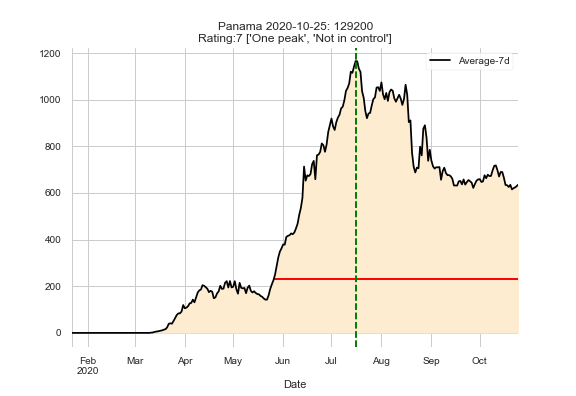 Panama 2020-10-25: 129200
Rating:7 ['One peak', 'Not in control']
Average-7d
1200
1000
800
600
400
200
0
Feb Mar Apr May Jun Jul Aug Sep Oct
2020
Date